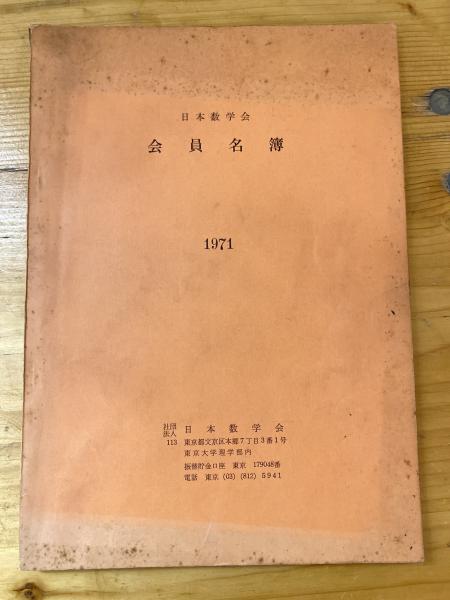 日本数学会
会員名簿
1971
社団法人 日本数学会
113 東京都文京区本郷7丁目3番1号
東京大学理学部内
振替貯金口座 東京 179048番
電話 東京 (03) (812) 5941